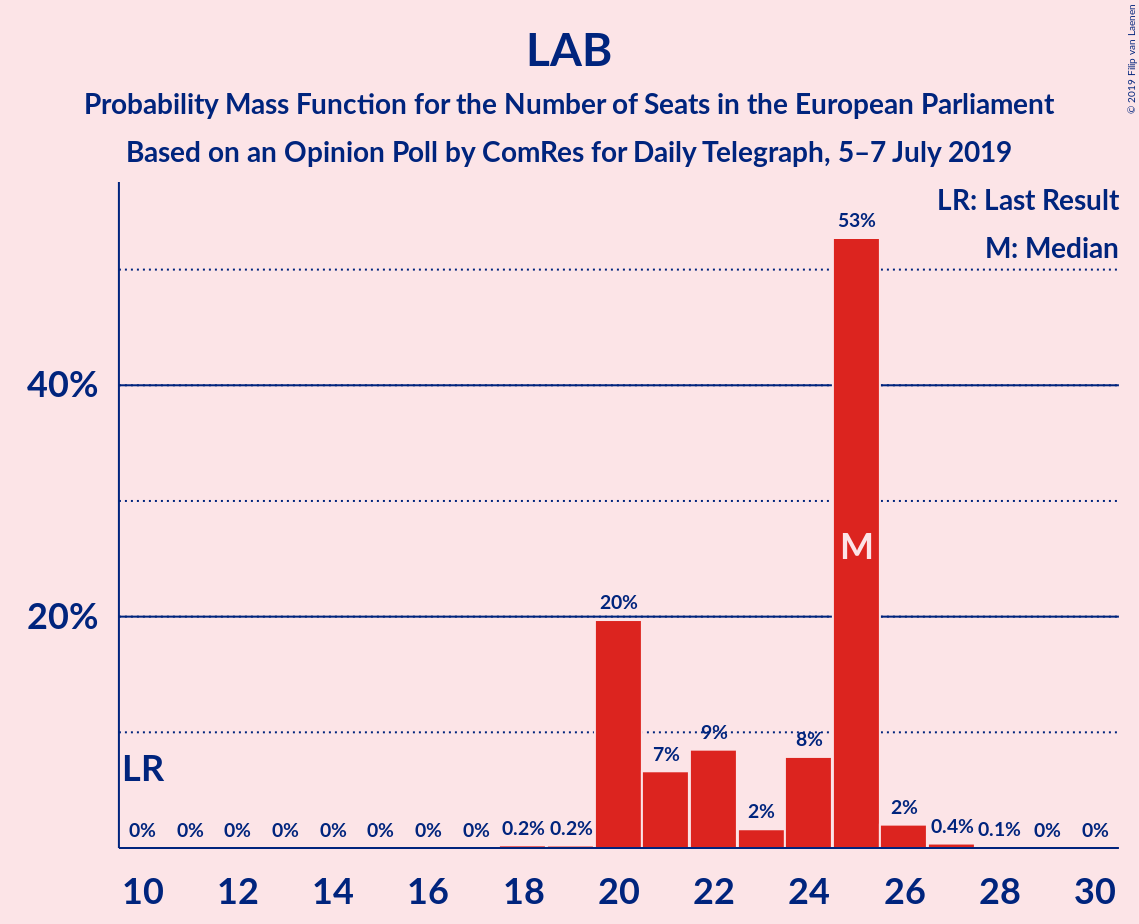 LAB
Probability Mass Function for the Number of Seats in the European Parliament
Based on an Opinion Poll by ComRes for Daily Telegraph, 5–7 July 2019
© 2019 Filip van Laenen
LR: Last Result
M: Median
53%
40%
M
20%
20%
9%
8%
7%
LR
2%
2%
0% 0% 0% 0% 0% 0% 0% 0% 0.2% 0.2% 0.4% 0.1% 0% 0%
10 12 14 16 18 20 22 24 26 28 30